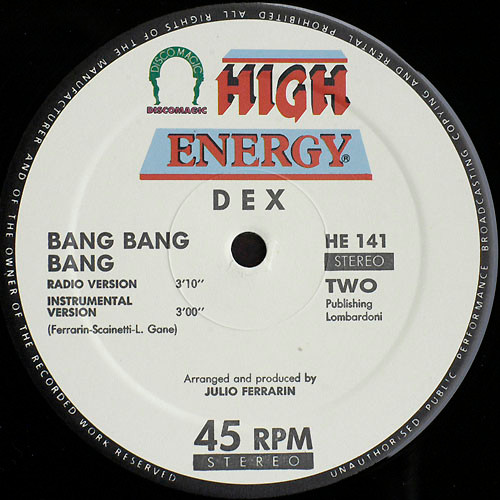 DISCO MAGIC
DISCOMAGIC
HIGH
ENERGY®
DEX
BANG BANG
BANG
RADIO VERSION 3'10"
INSTRUMENTAL
VERSION 3'00"
(Ferrarin-Scainetti-L. Gane)
HE 141
STEREO
TWO
Publishing
Lombardoni
Arranged and produced by
JULIO FERRARIN
45 RPM
STEREO
ALL RIGHTS OF THE MANUFACTURER AND OF THE OWNER OF THE RECORDED WORK RESERVED
UNAUTHORISED PUBLIC PERFORMANCE BROADCASTING COPYING AND RENTAL PROHIBITED